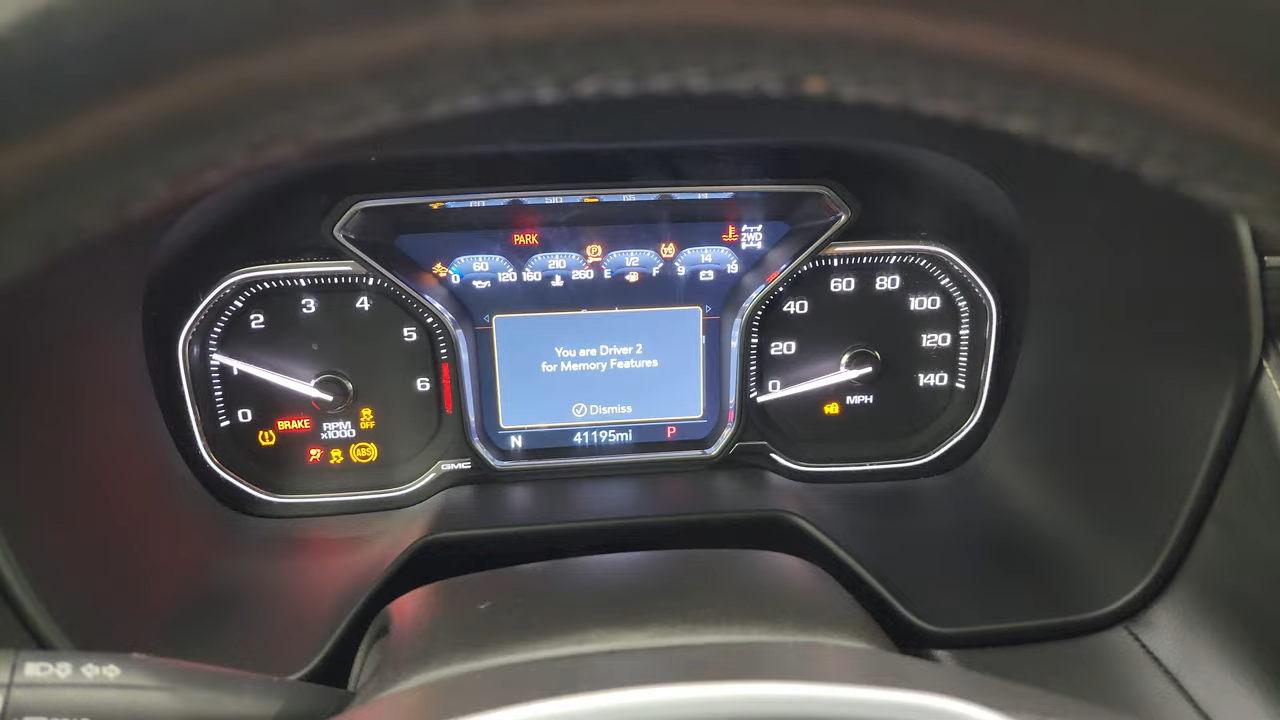 PARK
2WD
0 60 120
160 210 260
E 1/2 F
9 14 19
0 1 2 3 4 5 6
BRAKE
RPM
x1000
OFF
ABS
GMC
You are Driver 2
for Memory Features
Dismiss
N 41195mi P
0 20 40 60 80 100 120 140
MPH